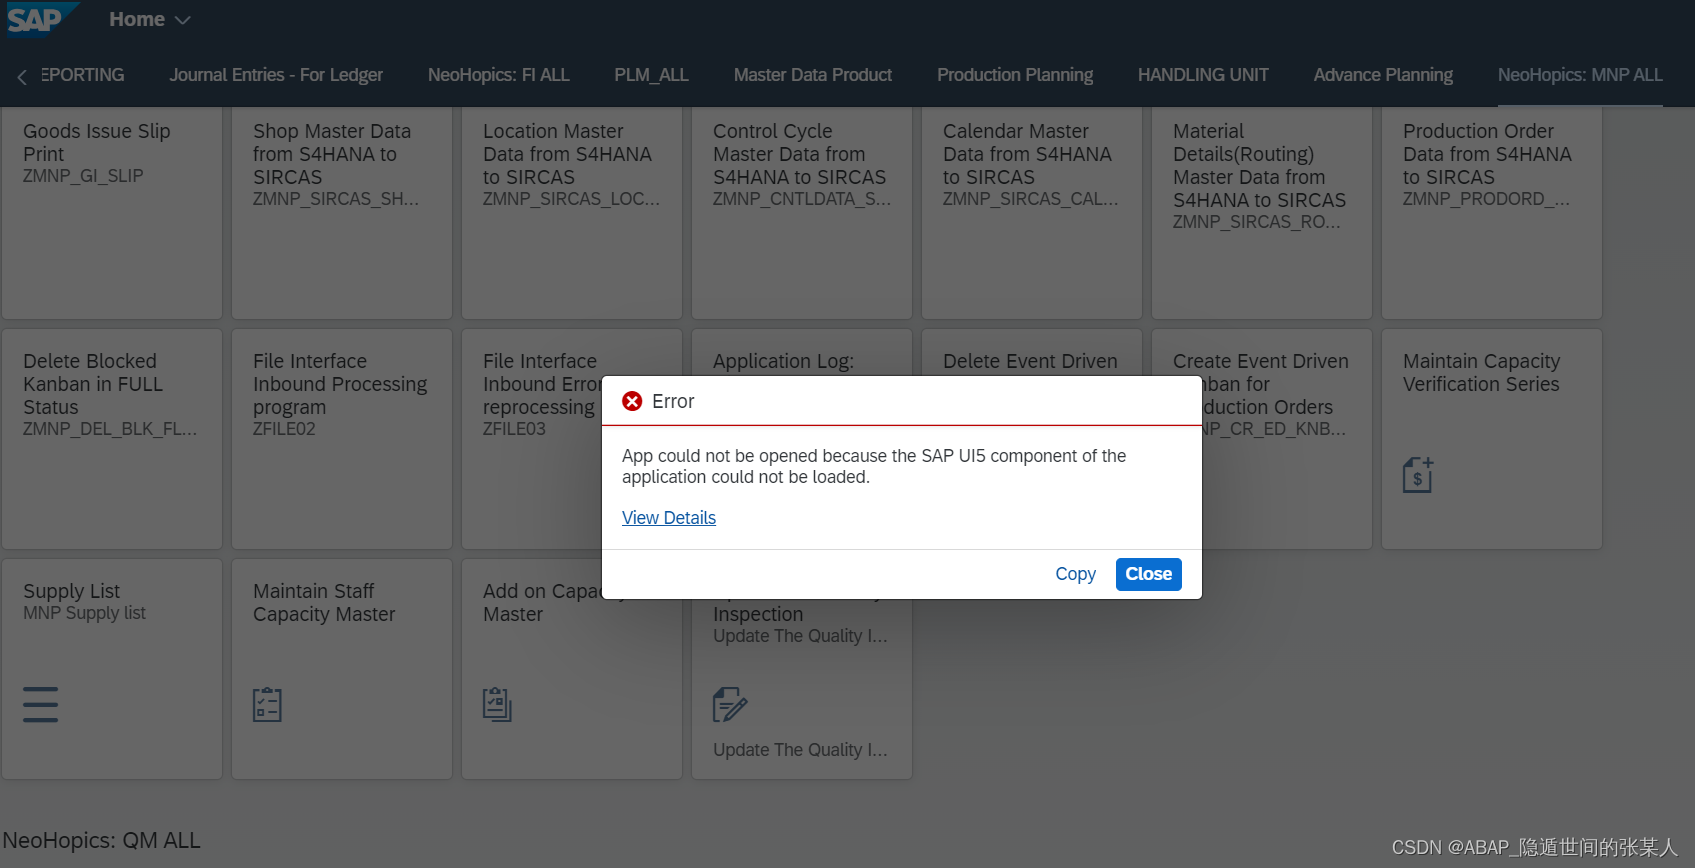 SAP
Home
EPORTING
Journal Entries - For Ledger
NeoHopics: FI ALL
PLM_ALL
Master Data Product
Production Planning
HANDLING UNIT
Advance Planning
NeoHopics: MNP ALL
Goods Issue Slip
Print
ZMNP_GI_SLIP
Shop Master Data
from S4HANA to
SIRCAS
ZMNP_SIRCAS_SH...
Location Master
Data from S4HANA
to SIRCAS
ZMNP_SIRCAS_LOC...
Control Cycle
Master Data from
S4HANA to SIRCAS
ZMNP_CNTLDATA_S...
Calendar Master
Data from S4HANA
to SIRCAS
ZMNP_SIRCAS_CAL...
Material
Details(Routing)
Master Data from
S4HANA to SIRCAS
ZMNP_SIRCAS_RO...
Production Order
Data from S4HANA
to SIRCAS
ZMNP_PRODORD_...
Delete Blocked
Kanban in FULL
Status
ZMNP_DEL_BLK_FL...
File Interface
Inbound Processing
program
ZFILE02
File Interface
Inbound Error
reprocessing
ZFILE03
Application Log:
Delete Event Driven
Create Event Driven
nban for
duction Orders
NP_CR_ED_KNB...
Maintain Capacity
Verification Series
Error
App could not be opened because the SAP UI5 component of the
application could not be loaded.
View Details
Copy
Close
Supply List
MNP Supply list
Maintain Staff
Capacity Master
Add on Capac
Master
Inspection
Update The Quality I...
Update The Quality I...
NeoHopics: QM ALL
CSDN @ABAP_隐遁世间的张某人